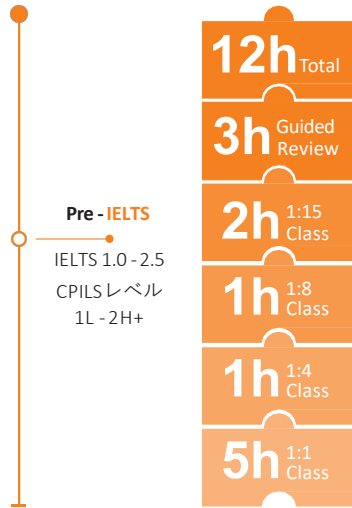 Pre - IELTS
IELTS 1.0 - 2.5
CPILSレベル
1L - 2H+
12h Total
3h Guided
Review
2h 1:15
Class
1h 1:8
Class
1h 1:4
Class
5h 1:1
Class